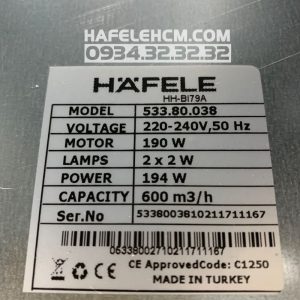 HAFELEHCM.COM
0934.32.32.32
HÄFELE
HH-BI79A
MODEL 533.80.038
VOLTAGE 220-240V,50 Hz
MOTOR 190 W
LAMPS 2 x 2 W
POWER 194 W
CAPACITY 600 m3/h
Ser.No 5338003810211711167
06338002710211711167
CE ApprovedCode: C1250
MADE IN TURKEY